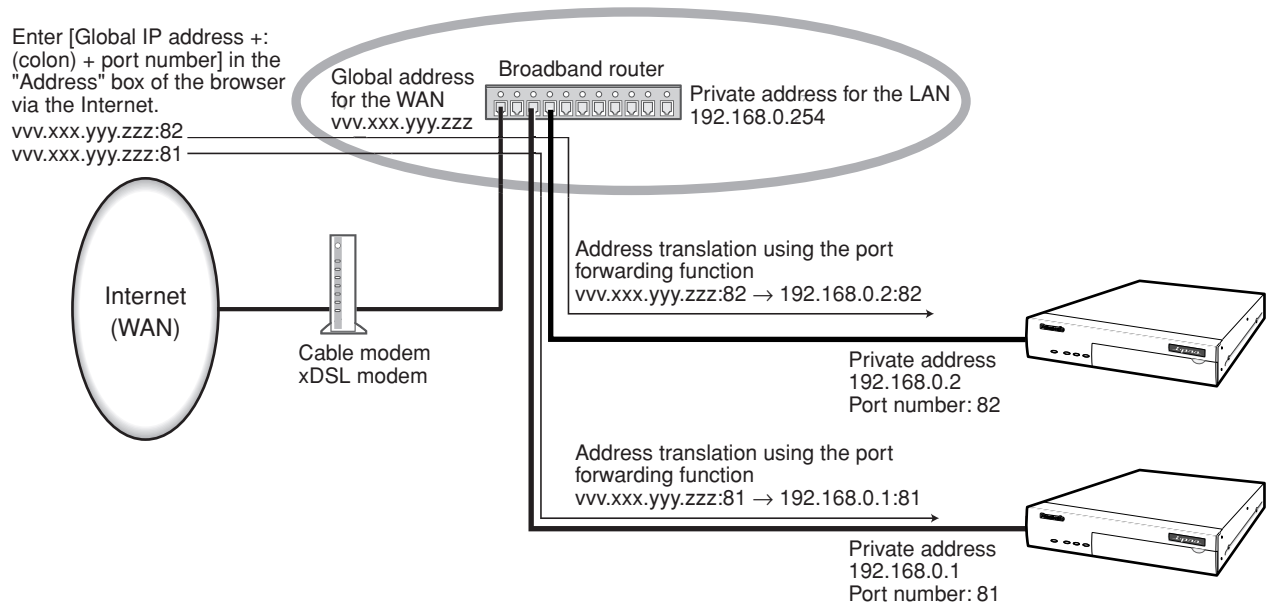 Enter [Global IP address +:
(colon) + port number] in the
"Address" box of the browser
via the Internet.
vvv.xxx.yyy.zzz:82
vvv.xxx.yyy.zzz:81
Global address
for the WAN
vvv.xxx.yyy.zzz
Broadband router
Private address for the LAN
192.168.0.254
Internet
(WAN)
Cable modem
xDSL modem
Address translation using the port
forwarding function
vvv.xxx.yyy.zzz:82 → 192.168.0.2:82
Private address
192.168.0.2
Port number: 82
Address translation using the port
forwarding function
vvv.xxx.yyy.zzz:81 → 192.168.0.1:81
Private address
192.168.0.1
Port number: 81